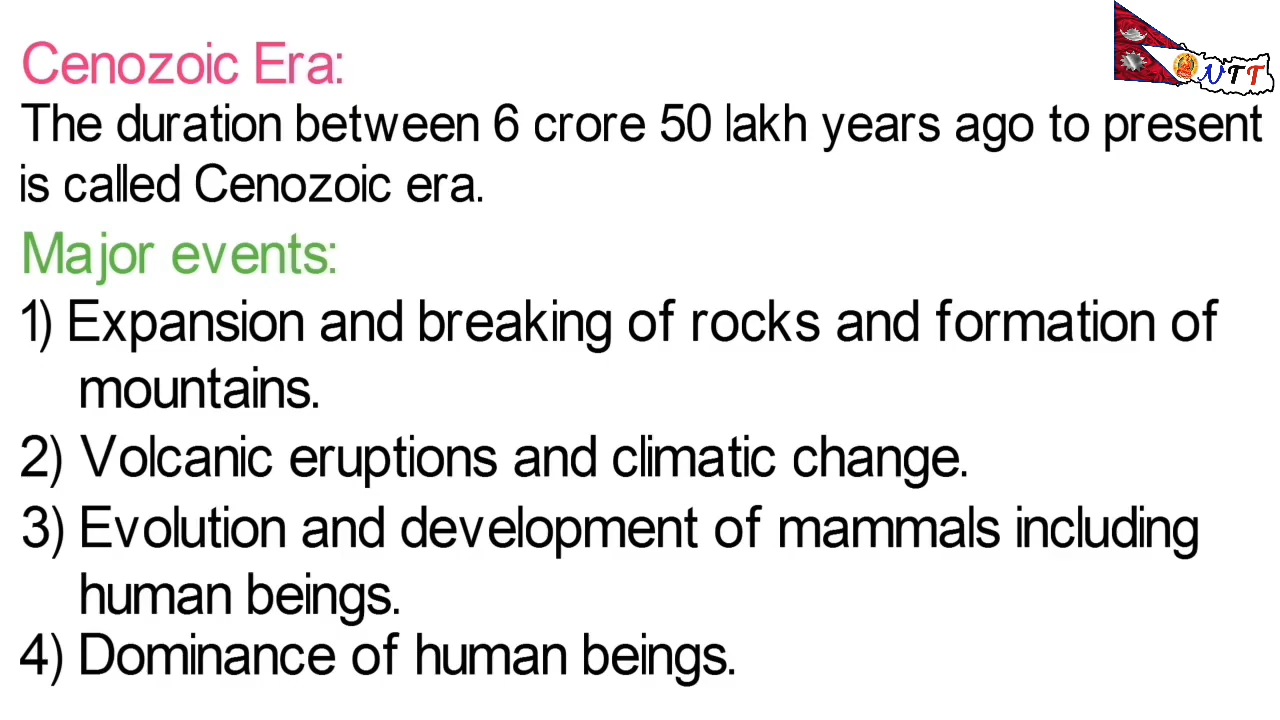 Cenozoic Era:
NTT
The duration between 6 crore 50 lakh years ago to present
is called Cenozoic era.
Major events:
1) Expansion and breaking of rocks and formation of
mountains.
2) Volcanic eruptions and climatic change.
3) Evolution and development of mammals including
human beings.
4) Dominance of human beings.